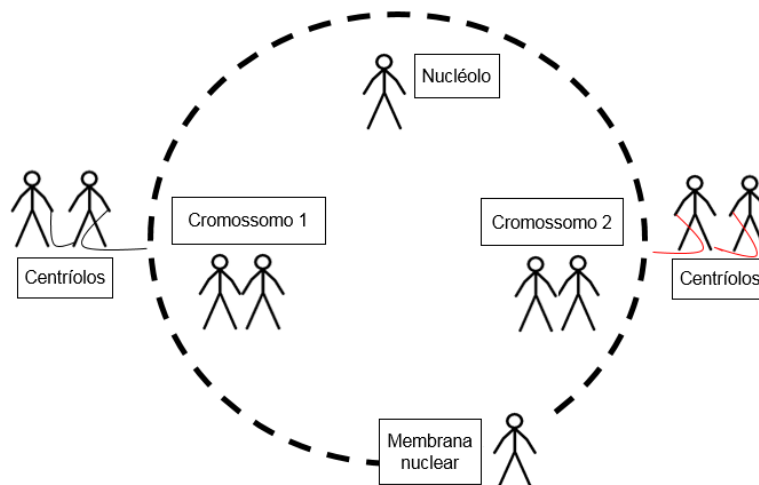 Nucléolo
Cromossomo 1
Cromossomo 2
Centríolos
Centríolos
Membrana
nuclear